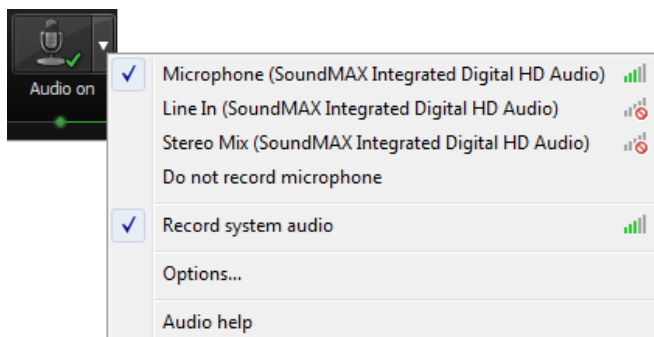 Audio on
Microphone (SoundMAX Integrated Digital HD Audio)
Line In (SoundMAX Integrated Digital HD Audio)
Stereo Mix (SoundMAX Integrated Digital HD Audio)
Do not record microphone
Record system audio
Options...
Audio help